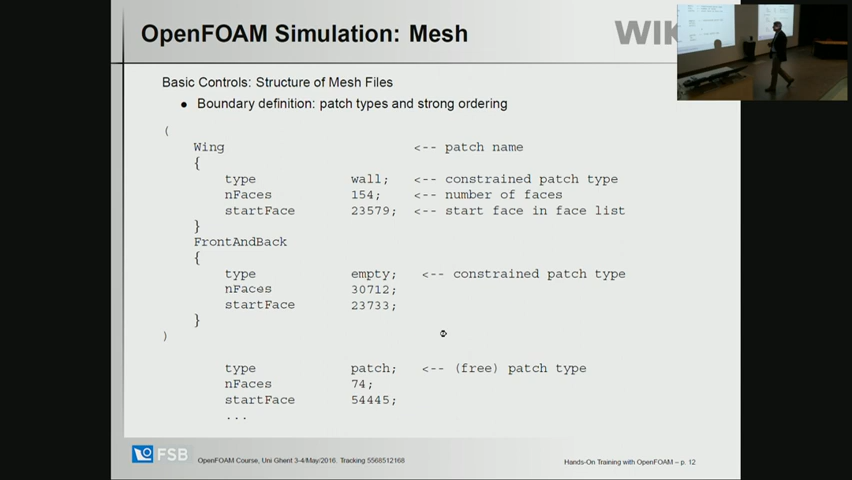 OpenFOAM Simulation: Mesh
WIK
Basic Controls: Structure of Mesh Files
● Boundary definition: patch types and strong ordering
(
Wing <-- patch name
{
type wall; <-- constrained patch type
nFaces 154; <-- number of faces
startFace 23579; <-- start face in face list
}
FrontAndBack
{
type empty; <-- constrained patch type
nFaces 30712;
startFace 23733;
}
)
type patch; <-- (free) patch type
nFaces 74;
startFace 54445;
...
FSB
OpenFOAM Course, Uni Ghent 3-4/May/2016. Tracking 5568512168
Hands-On Training with OpenFOAM – p. 12